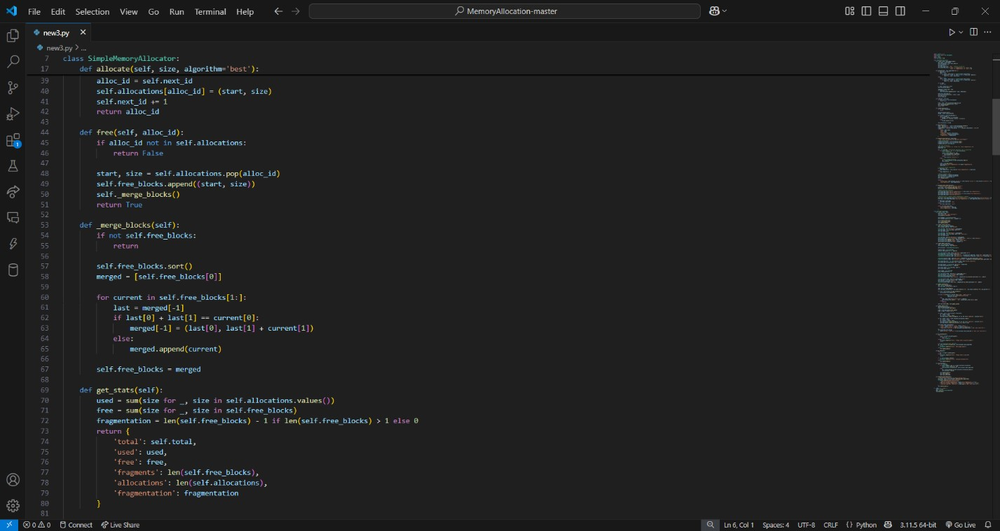 File Edit Selection View Go Run Terminal Help MemoryAllocation-master
new3.py
new3.py > ...
7 class SimpleMemoryAllocator:
17 def allocate(self, size, algorithm='best'):
39 alloc_id = self.next_id
40 self.allocations[alloc_id] = (start, size)
41 self.next_id += 1
42 return alloc_id
43
44 def free(self, alloc_id):
45 if alloc_id not in self.allocations:
46 return False
47
48 start, size = self.allocations.pop(alloc_id)
49 self.free_blocks.append((start, size))
50 self._merge_blocks()
51 return True
52
53 def _merge_blocks(self):
54 if not self.free_blocks:
55 return
56
57 self.free_blocks.sort()
58 merged = [self.free_blocks[0]]
59
60 for current in self.free_blocks[1:]:
61 last = merged[-1]
62 if last[0] + last[1] == current[0]:
63 merged[-1] = (last[0], last[1] + current[1])
64 else:
65 merged.append(current)
66
67 self.free_blocks = merged
68
69 def get_stats(self):
70 used = sum(size for _, size in self.allocations.values())
71 free = sum(size for _, size in self.free_blocks)
72 fragmentation = len(self.free_blocks) - 1 if len(self.free_blocks) > 1 else 0
73 return {
74 'total': self.total,
75 'used': used,
76 'free': free,
77 'fragments': len(self.free_blocks),
78 'allocations': len(self.allocations),
79 'fragmentation': fragmentation
80 }
81
1
0 0 Connect Live Share Ln 6, Col 1 Spaces: 4 UTF-8 CRLF {} Python 3.11.5 64-bit Go Live